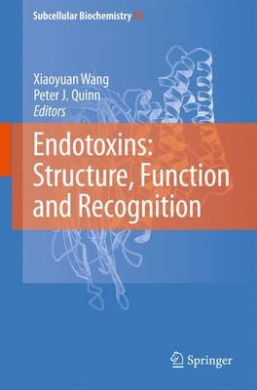 Subcellular Biochemistry
Xiaoyuan Wang
Peter J. Quinn
Editors
Endotoxins:
Structure, Function
and Recognition
Springer